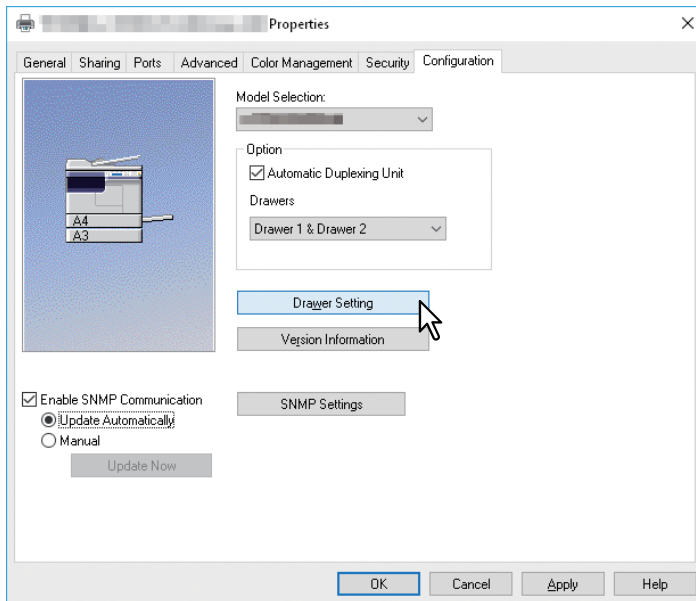 Properties
General Sharing Ports Advanced Color Management Security Configuration
Model Selection:
Option
Automatic Duplexing Unit
Drawers
Drawer 1 & Drawer 2
A4
A3
Drawer Setting
Version Information
Enable SNMP Communication
SNMP Settings
Update Automatically
Manual
Update Now
OK Cancel Apply Help